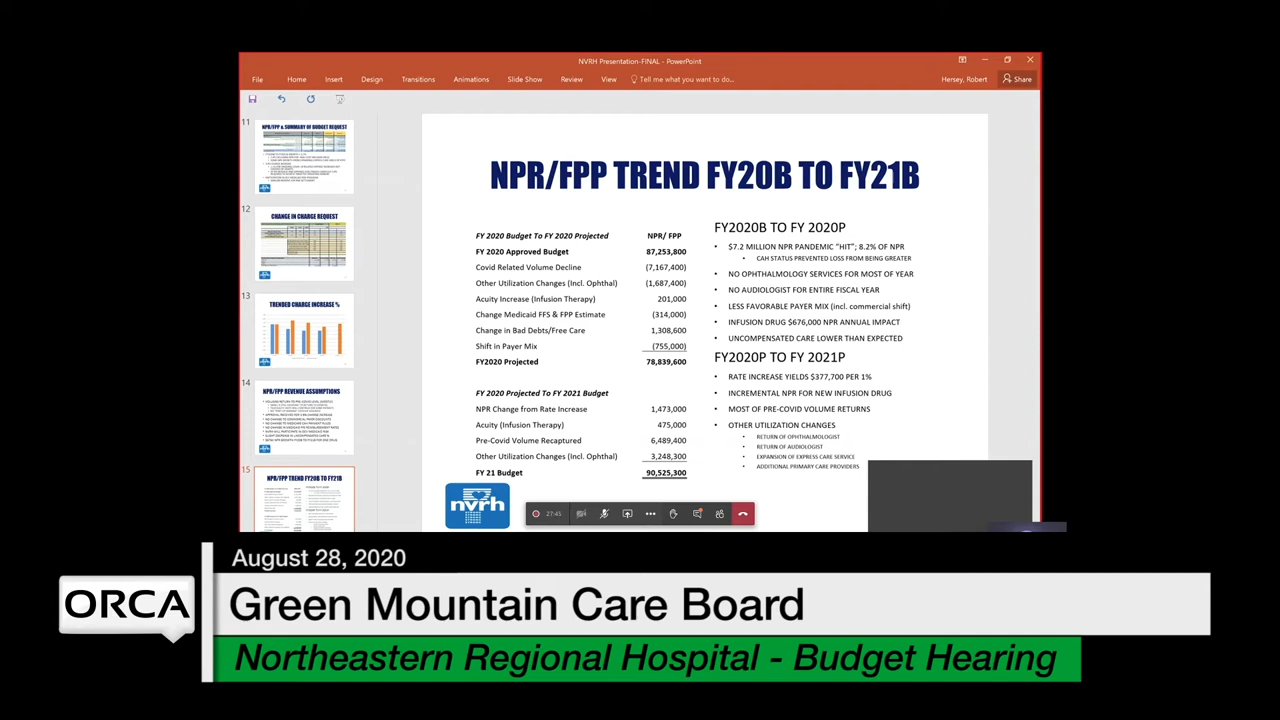 NVRH Presentation-FINAL - PowerPoint
File Home Insert Design Transitions Animations Slide Show Review View Tell me what you want to do... Hersey, Robert Share
11
NPR/FPP & SUMMARY OF BUDGET REQUEST
12
CHANGE IN CHARGE REQUEST
13
TRENDED CHARGE INCREASE %
14
NPR/FPP REVENUE ASSUMPTIONS
15
NPR/FPP TREND FY20B TO FY21B
NPR/FPP TREND FY20B TO FY21B
FY 2020 Budget To FY 2020 Projected NPR/ FPP
FY 2020 Approved Budget 87,253,800
Covid Related Volume Decline (7,167,400)
Other Utilization Changes (Incl. Ophthal) (1,687,400)
Acuity Increase (Infusion Therapy) 201,000
Change Medicaid FFS & FPP Estimate (314,000)
Change in Bad Debts/Free Care 1,308,600
Shift in Payer Mix (755,000)
FY2020 Projected 78,839,600
FY 2020 Projected To FY 2021 Budget
NPR Change from Rate Increase 1,473,000
Acuity (Infusion Therapy) 475,000
Pre-Covid Volume Recaptured 6,489,400
Other Utilization Changes (Incl. Ophthal) 3,248,300
FY 21 Budget 90,525,300
FY2020B TO FY 2020P
• $7.2 MILLION NPR PANDEMIC "HIT"; 8.2% OF NPR
• CAH STATUS PREVENTED LOSS FROM BEING GREATER
• NO OPHTHALMOLOGY SERVICES FOR MOST OF YEAR
• NO AUDIOLOGIST FOR ENTIRE FISCAL YEAR
• LESS FAVORABLE PAYER MIX (incl. commercial shift)
• INFUSION DRUG $676,000 NPR ANNUAL IMPACT
• UNCOMPENSATED CARE LOWER THAN EXPECTED
FY2020P TO FY 2021P
• RATE INCREASE YIELDS $377,700 PER 1%
• INCREMENTAL NPR FOR NEW INFUSION DRUG
• MOST OF PRE-COVID VOLUME RETURNS
• OTHER UTILIZATION CHANGES
• RETURN OF OPHTHALMOLOGIST
• RETURN OF AUDIOLOGIST
• EXPANSION OF EXPRESS CARE SERVICE
• ADDITIONAL PRIMARY CARE PROVIDERS
nvrh
27:45
August 28, 2020
ORCA
Green Mountain Care Board
Northeastern Regional Hospital - Budget Hearing